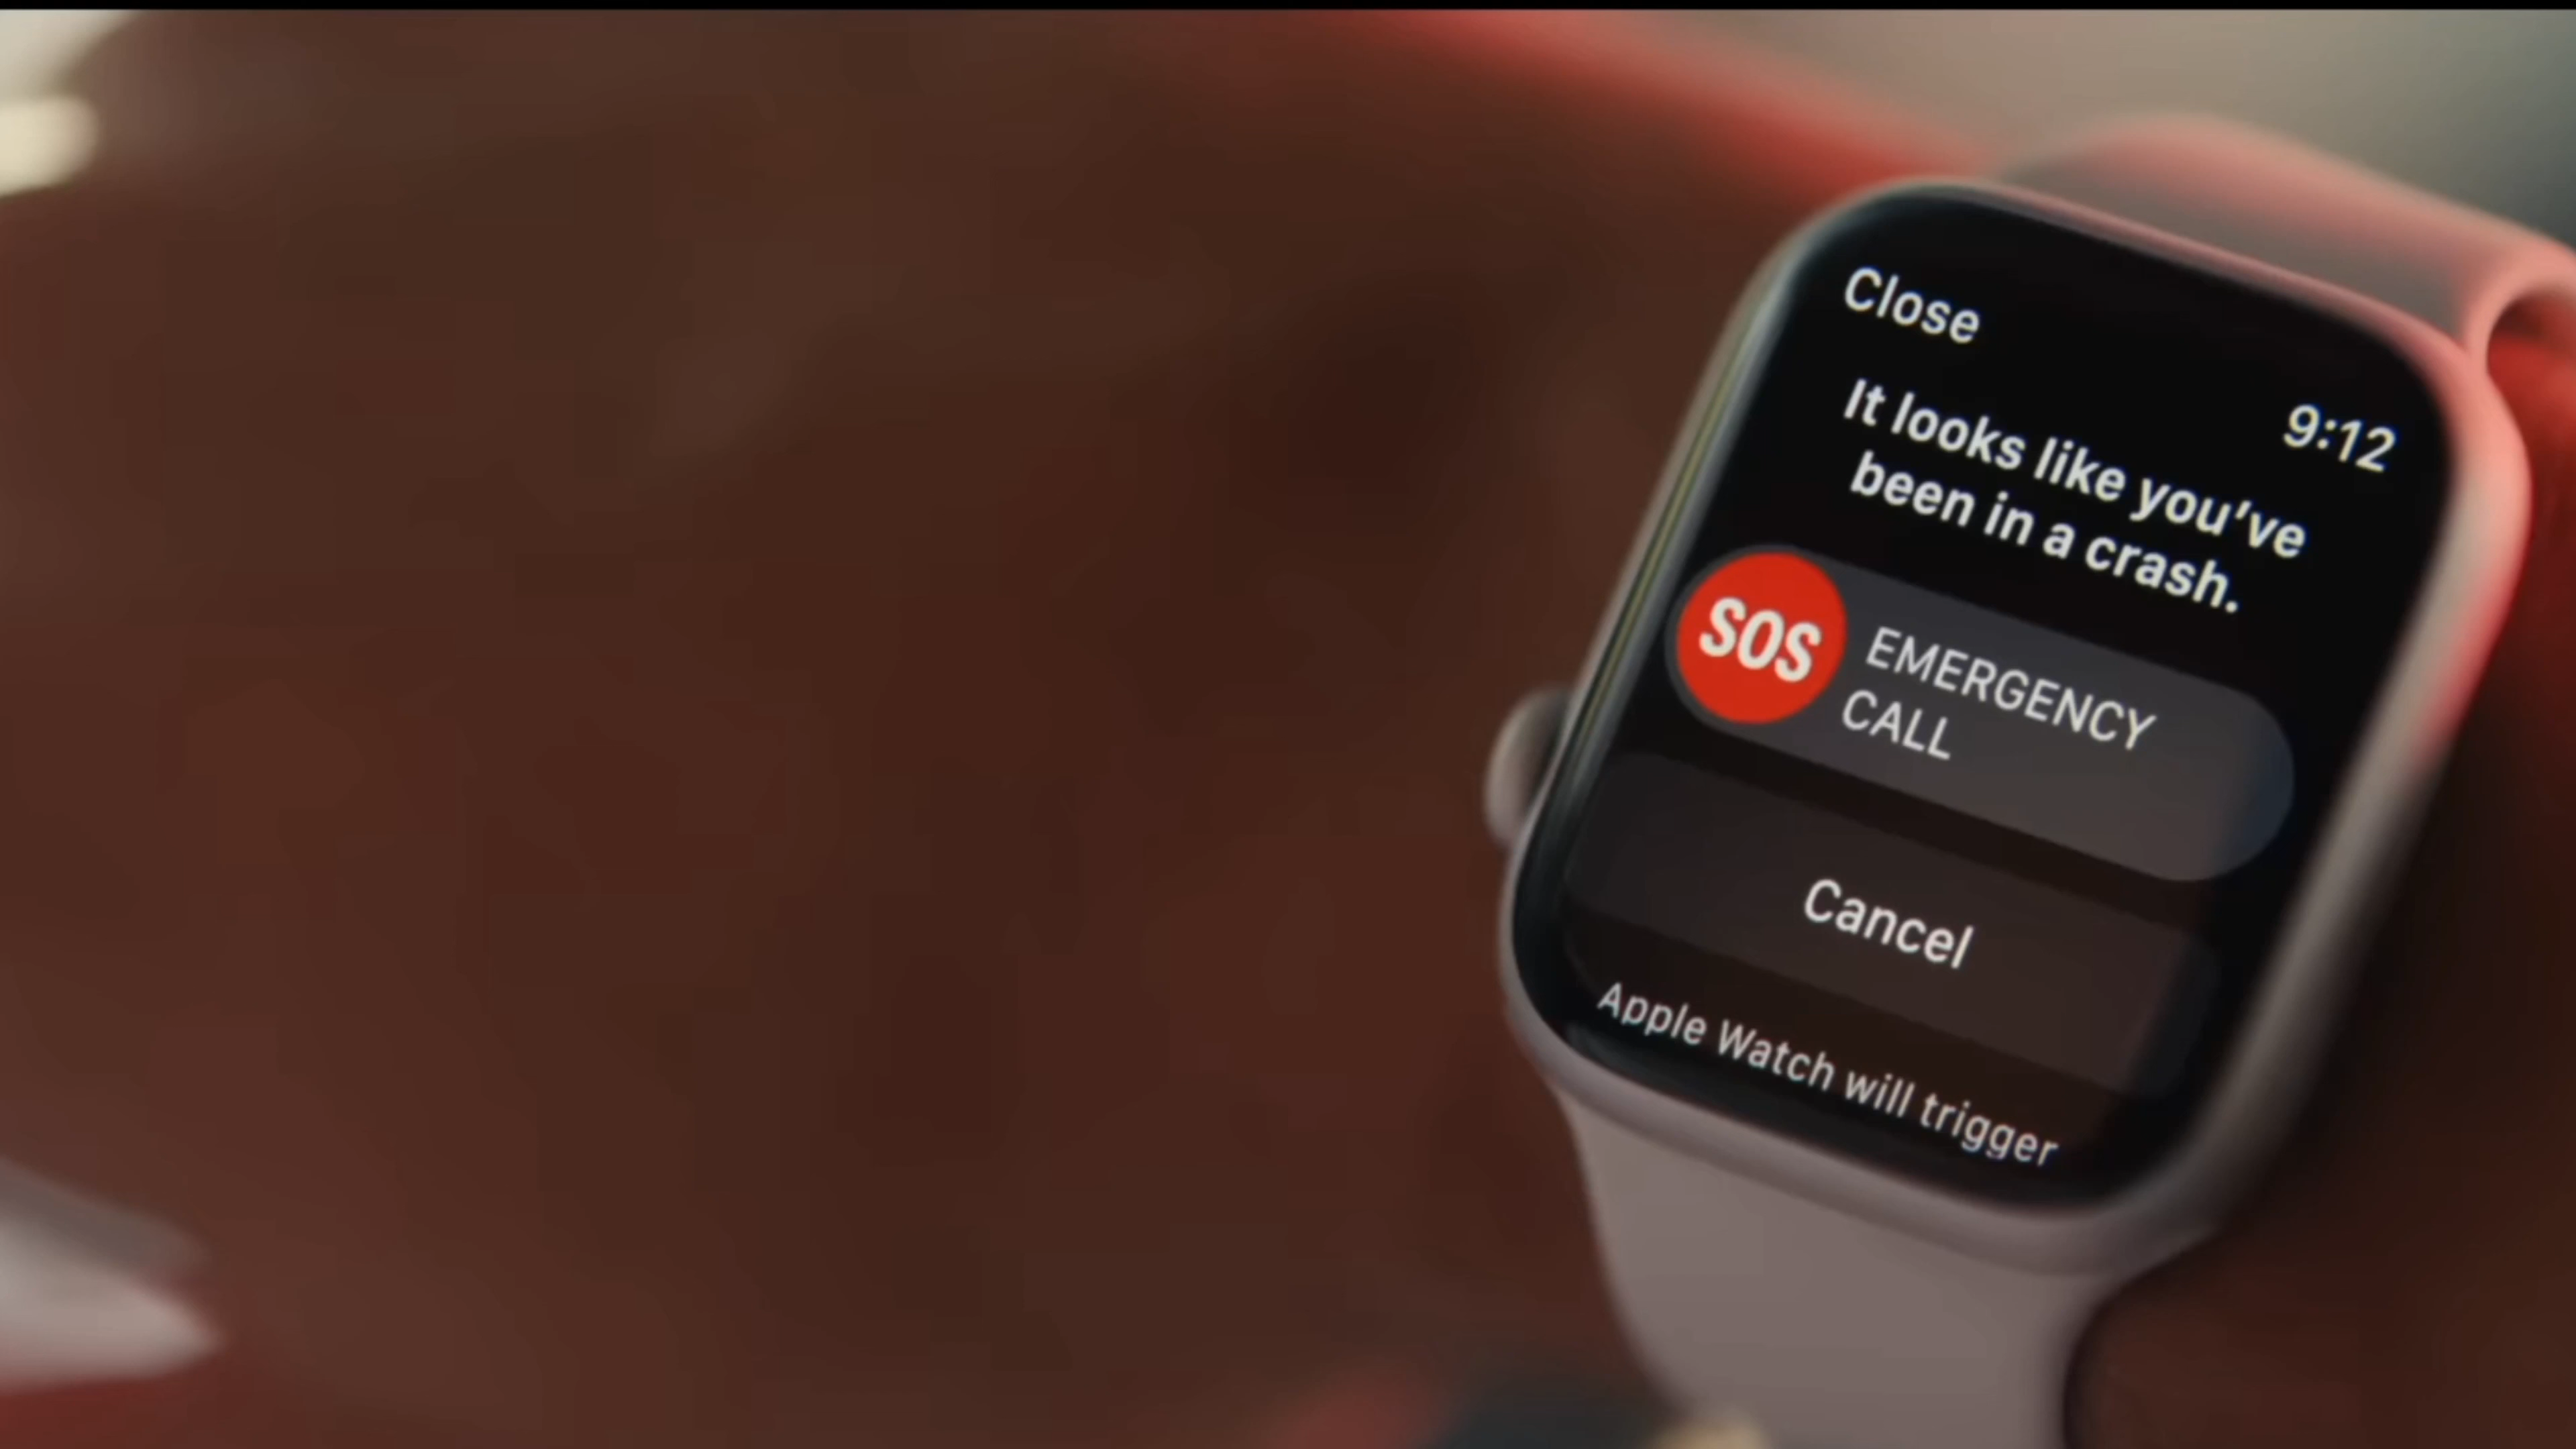 Close
9:12
It looks like you've
been in a crash.
SOS
EMERGENCY
CALL
Cancel
Apple Watch will trigger